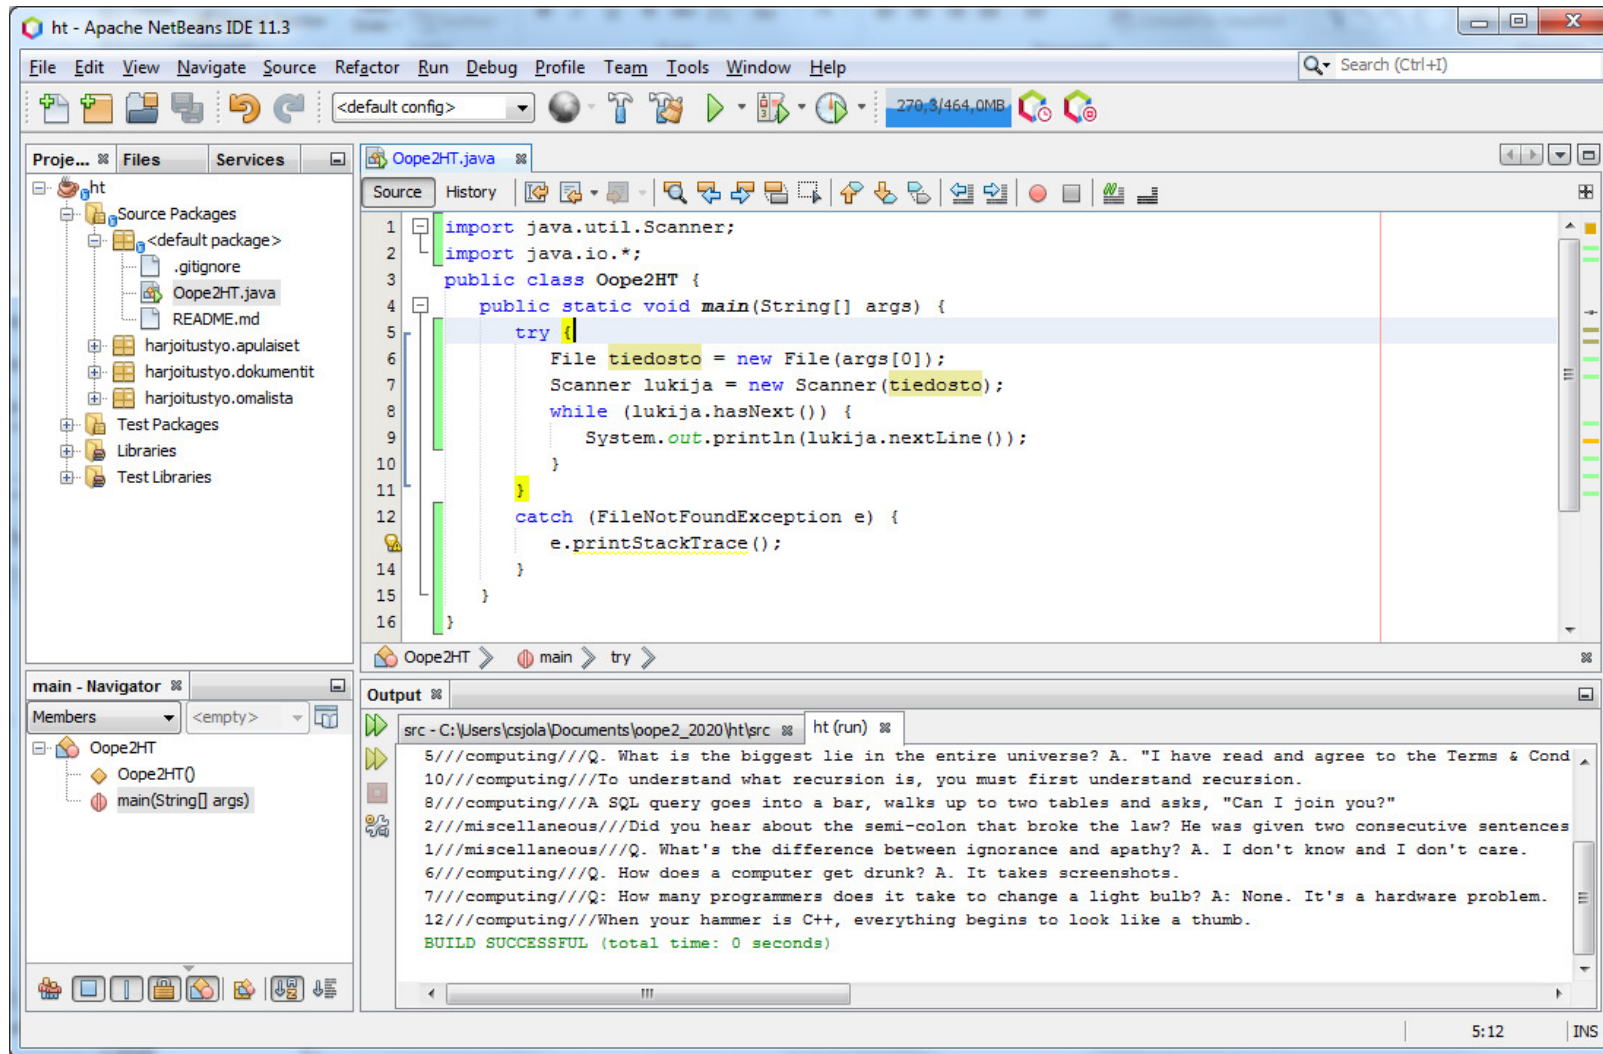 ht - Apache NetBeans IDE 11.3
File Edit View Navigate Source Refactor Run Debug Profile Team Tools Window Help
Search (Ctrl+I)
<default config>
270,3/464,0MB
Proje... Files Services
ht
Source Packages
<default package>
.gitignore
Oope2HT.java
README.md
harjoitustyo.apulaiset
harjoitustyo.dokumentit
harjoitustyo.omalista
Test Packages
Libraries
Test Libraries
Oope2HT.java
Source History
1 import java.util.Scanner;
2 import java.io.*;
3 public class Oope2HT {
4 public static void main(String[] args) {
5 try {
6 File tiedosto = new File(args[0]);
7 Scanner lukija = new Scanner(tiedosto);
8 while (lukija.hasNext()) {
9 System.out.println(lukija.nextLine());
10 }
11 }
12 catch (FileNotFoundException e) {
e.printStackTrace();
14 }
15 }
16 }
Oope2HT main try
main - Navigator
Members <empty>
Oope2HT
Oope2HT()
main(String[] args)
Output
src - C:\Users\csjola\Documents\oope2_2020\ht\src ht (run)
5///computing///Q. What is the biggest lie in the entire universe? A. "I have read and agree to the Terms & Cond
10///computing///To understand what recursion is, you must first understand recursion.
8///computing///A SQL query goes into a bar, walks up to two tables and asks, "Can I join you?"
2///miscellaneous///Did you hear about the semi-colon that broke the law? He was given two consecutive sentences
1///miscellaneous///Q. What's the difference between ignorance and apathy? A. I don't know and I don't care.
6///computing///Q. How does a computer get drunk? A. It takes screenshots.
7///computing///Q: How many programmers does it take to change a light bulb? A: None. It's a hardware problem.
12///computing///When your hammer is C++, everything begins to look like a thumb.
BUILD SUCCESSFUL (total time: 0 seconds)
5:12 INS